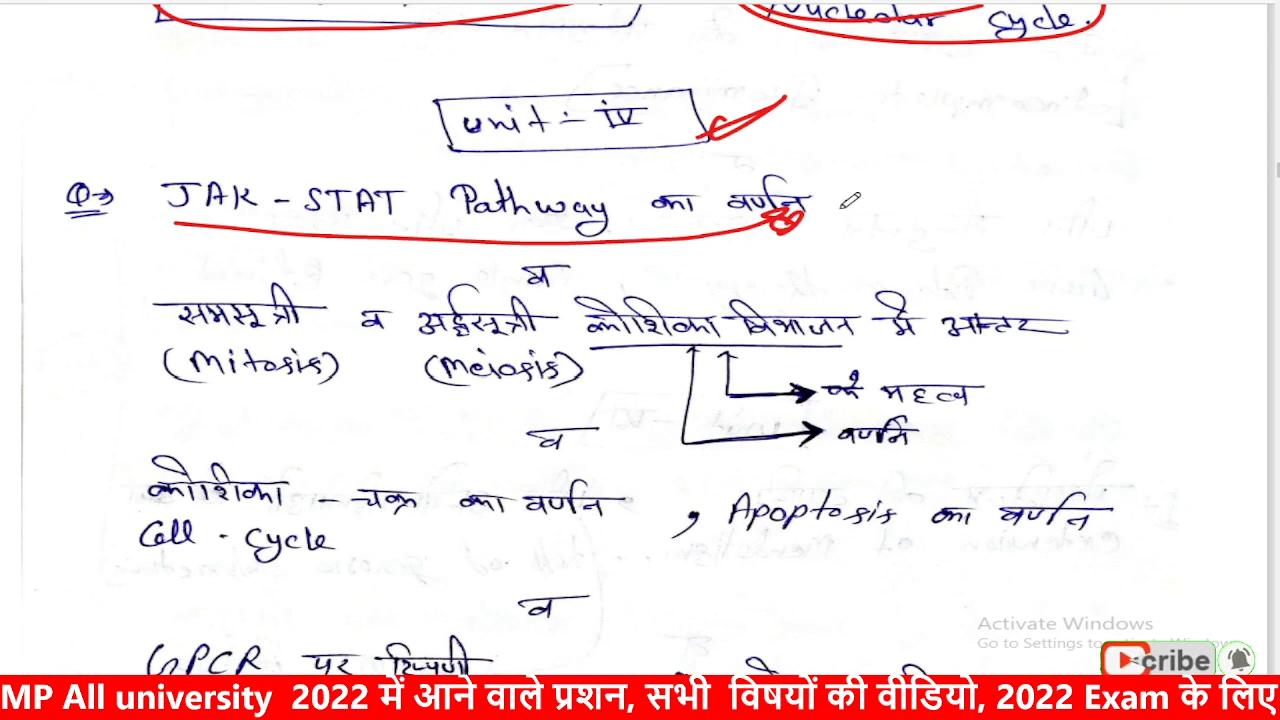 Nucleolar cycle.
Unit :- IV
Q→ JAK - STAT Pathway का वर्णन
व
समसूत्री व अर्द्धसूत्री कोशिका विभाजन में अन्तर
(Mitosis) (Meiosis)
के महत्व
वर्णन
व
कोशिका - चक्र का वर्णन , Apoptosis का वर्णन
Cell - cycle
व
GPCR पर टिप्पणी
Activate Windows
Go to Settings to
cribe
MP All university 2022 में आने वाले प्रशन, सभी विषयों की वीडियो, 2022 Exam के लिए